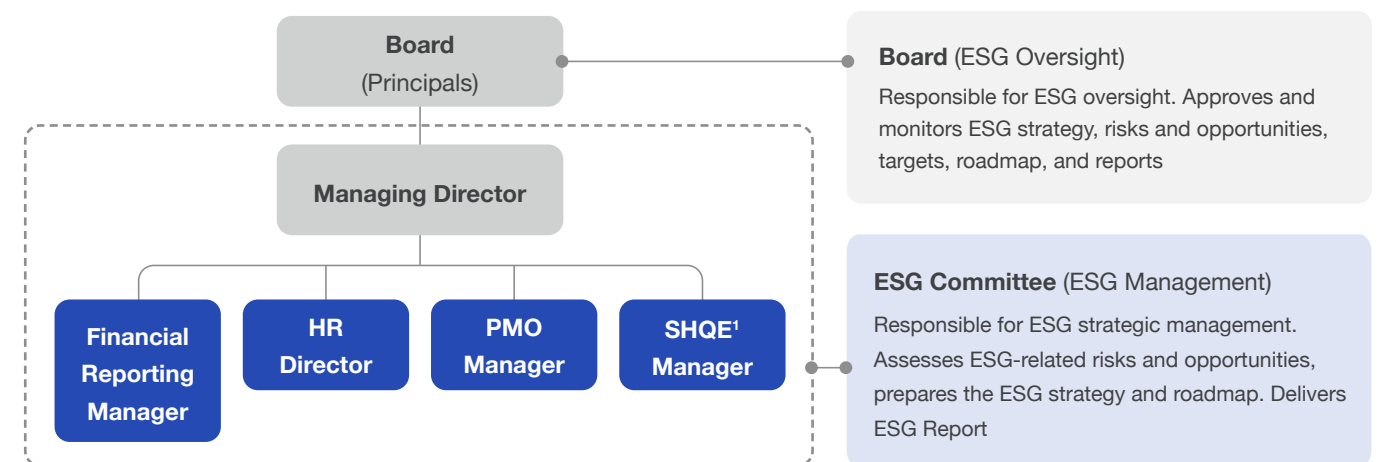 Board
(Principals)
Board (ESG Oversight)
Responsible for ESG oversight. Approves and
monitors ESG strategy, risks and opportunities,
targets, roadmap, and reports
Managing Director
Financial
Reporting
Manager
HR
Director
PMO
Manager
SHQE¹
Manager
ESG Committee (ESG Management)
Responsible for ESG strategic management.
Assesses ESG-related risks and opportunities,
prepares the ESG strategy and roadmap. Delivers
ESG Report